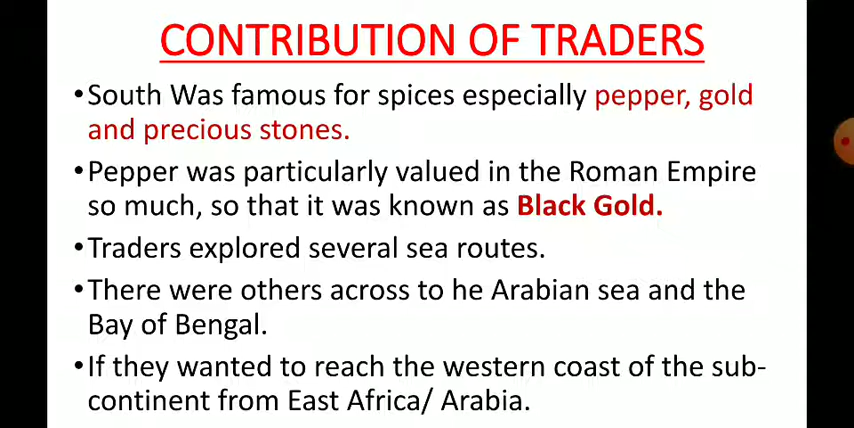 CONTRIBUTION OF TRADERS
•South Was famous for spices especially pepper, gold
and precious stones.
•Pepper was particularly valued in the Roman Empire
so much, so that it was known as Black Gold.
•Traders explored several sea routes.
•There were others across to he Arabian sea and the
Bay of Bengal.
•If they wanted to reach the western coast of the sub-
continent from East Africa/ Arabia.